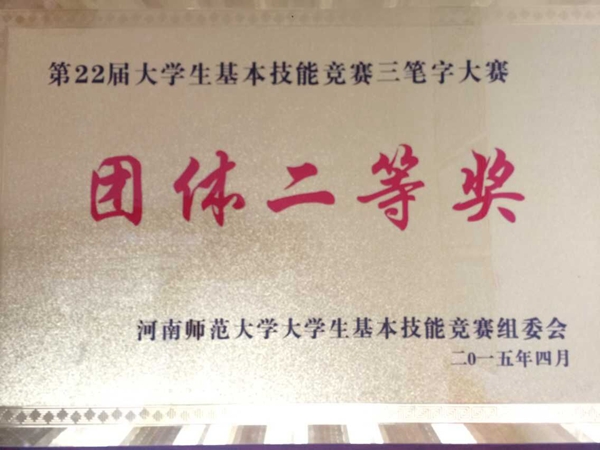 第22届大学生基本技能竞赛三笔字大赛
团体二等奖
河南师范大学大学生基本技能竞赛组委会
二0一五年四月